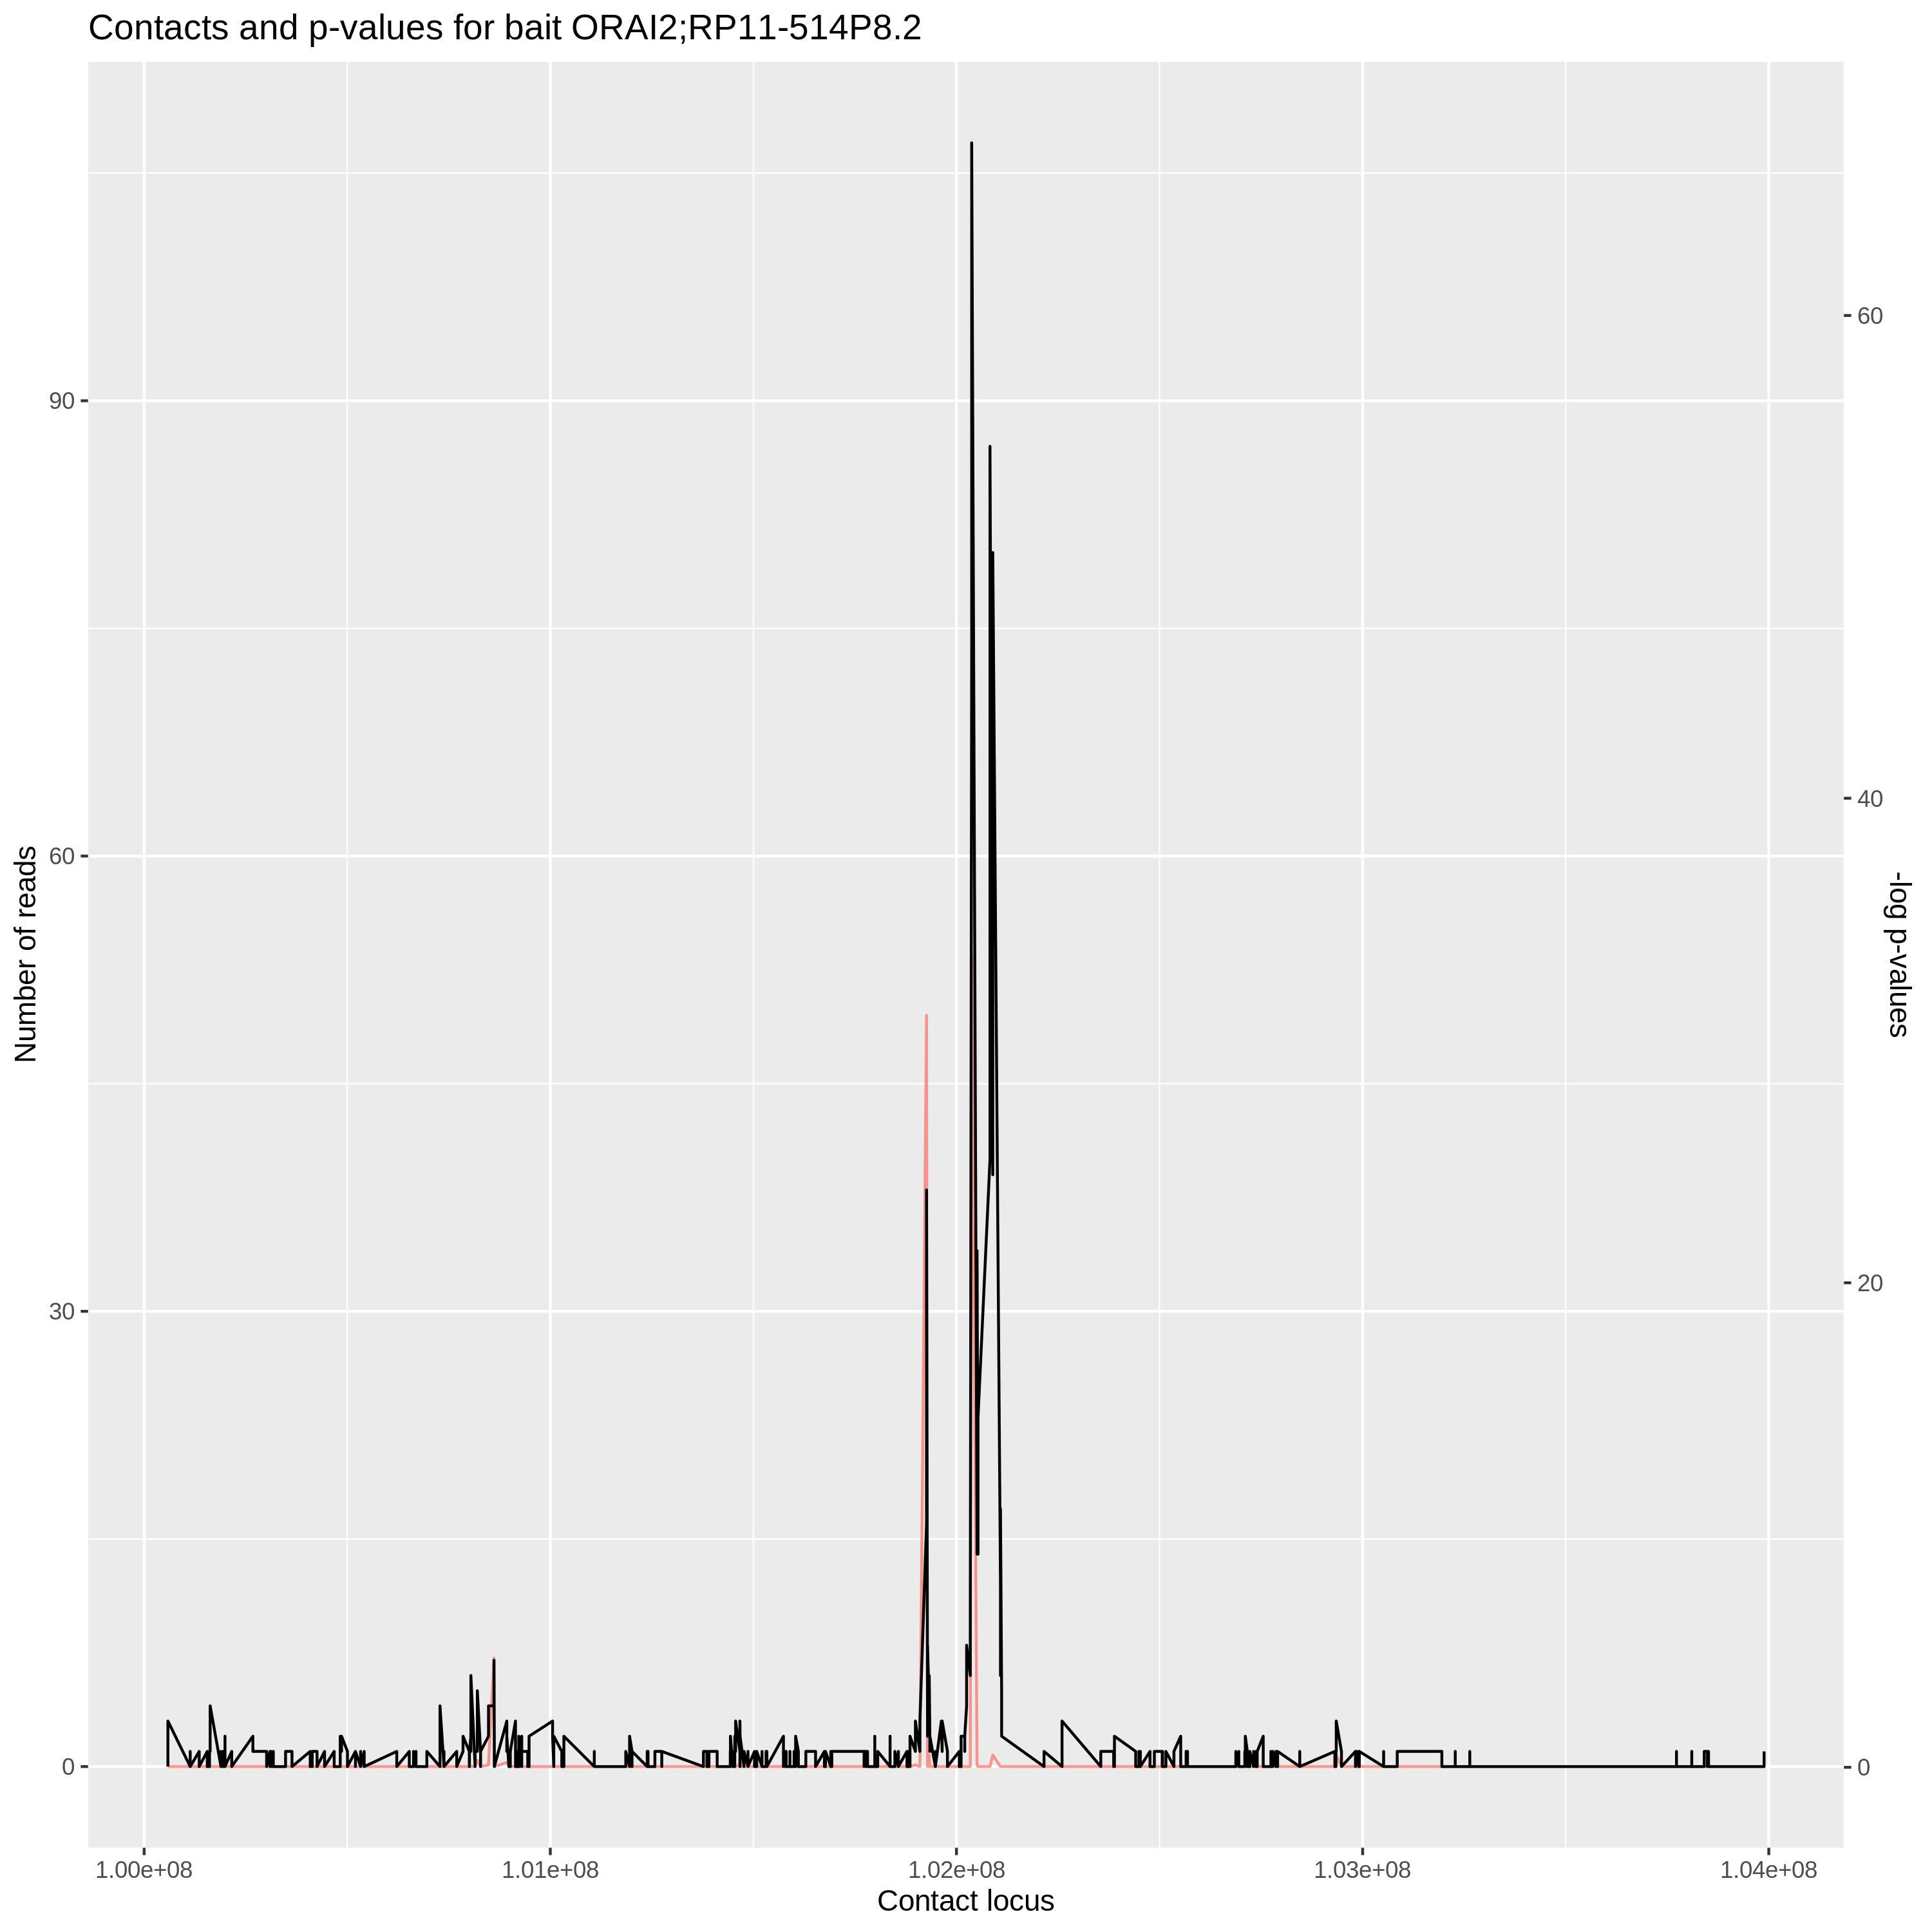 Contacts and p-values for bait ORAI2;RP11-514P8.2
Number of reads
90
60
30
0
60
40
20
0
-log p-values
1.00e+08 1.01e+08 1.02e+08 1.03e+08 1.04e+08
Contact locus